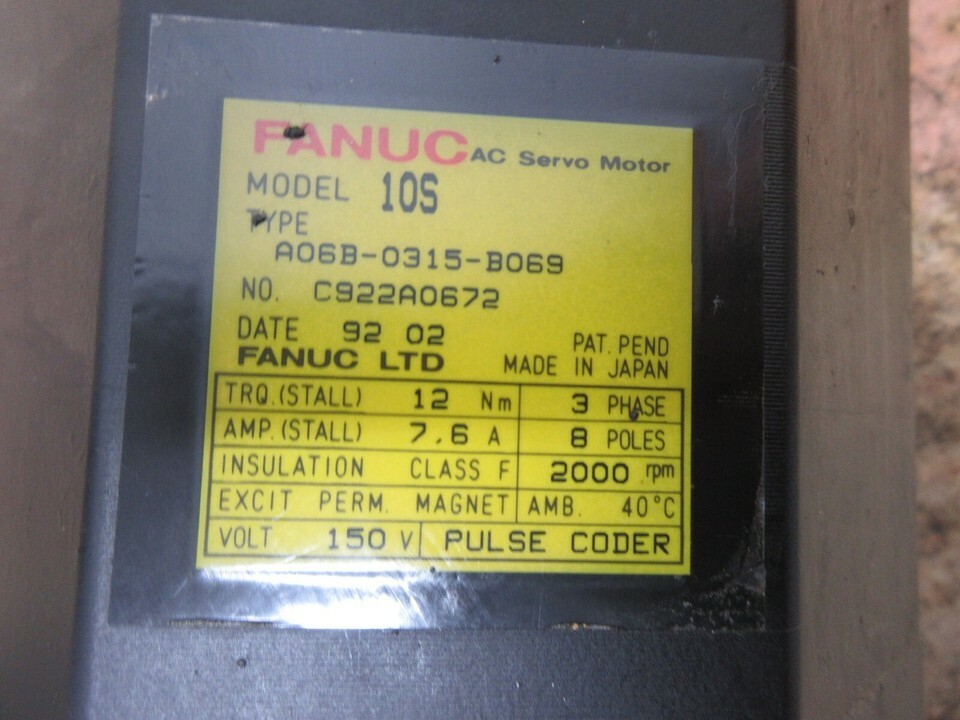 FANUC AC Servo Motor
MODEL 10S
TYPE
A06B-0315-B069
NO. C922A0672
DATE 92 02
PAT. PEND
FANUC LTD MADE IN JAPAN
TRQ.(STALL) 12 Nm 3 PHASE
AMP.(STALL) 7.6 A 8 POLES
INSULATION CLASS F 2000 rpm
EXCIT PERM. MAGNET AMB. 40°C
VOLT 150 V PULSE CODER